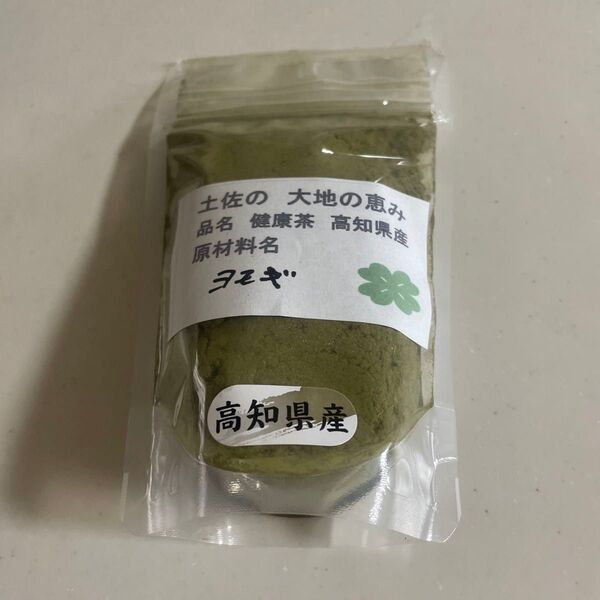 土佐の 大地の恵み
品名 健康茶 高知県産
原材料名
ヨモギ
高知県産